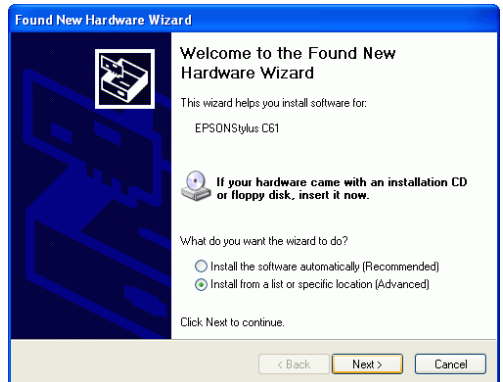 Found New Hardware Wizard
Welcome to the Found New
Hardware Wizard
This wizard helps you install software for:
EPSONStylus C61
If your hardware came with an installation CD
or floppy disk, insert it now.
What do you want the wizard to do?
Install the software automatically (Recommended)
Install from a list or specific location (Advanced)
Click Next to continue.
< Back Next > Cancel